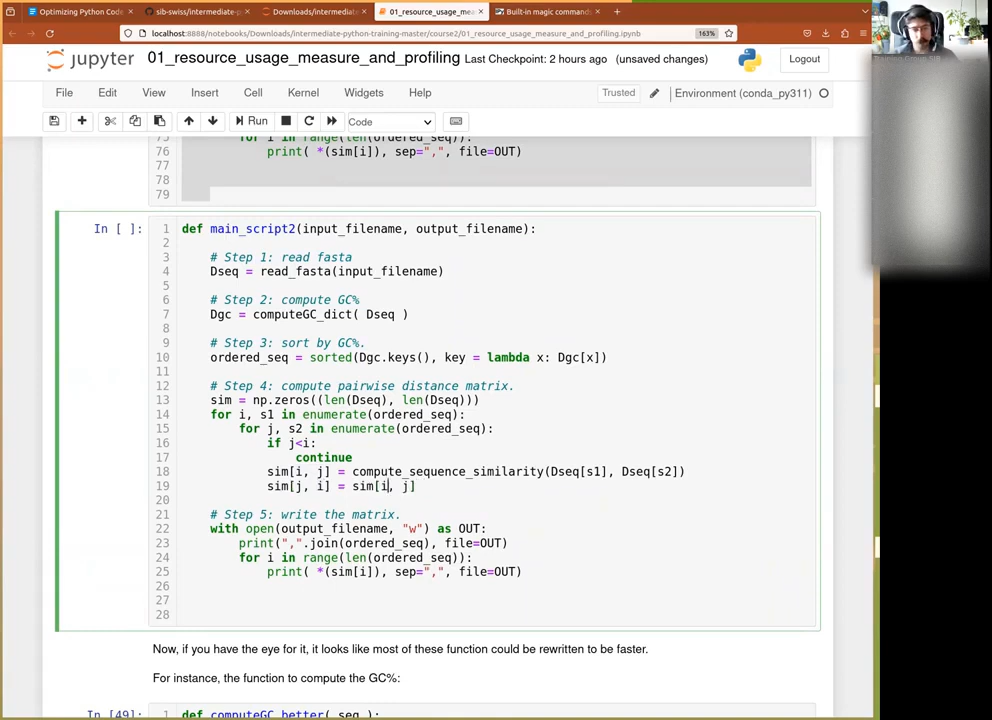 Optimizing Python Code
sib-swiss/intermediate-p
Downloads/intermediate
01_resource_usage_mea
Built-in magic commands
localhost:8888/notebooks/Downloads/intermediate-python-training-master/course2/01_resource_usage_measure_and_profiling.ipynb
163%
jupyter 01_resource_usage_measure_and_profiling Last Checkpoint: 2 hours ago (unsaved changes)
Logout
File Edit View Insert Cell Kernel Widgets Help
Trusted
Environment (conda_py311)
Run
Code
75 for i in range(len(ordered_seq)):
76 print( *(sim[i]), sep=",", file=OUT)
77
78
79
In [ ]:
1 def main_script2(input_filename, output_filename):
2
3 # Step 1: read fasta
4 Dseq = read_fasta(input_filename)
5
6 # Step 2: compute GC%
7 Dgc = computeGC_dict( Dseq )
8
9 # Step 3: sort by GC%.
10 ordered_seq = sorted(Dgc.keys(), key = lambda x: Dgc[x])
11
12 # Step 4: compute pairwise distance matrix.
13 sim = np.zeros((len(Dseq), len(Dseq)))
14 for i, s1 in enumerate(ordered_seq):
15 for j, s2 in enumerate(ordered_seq):
16 if j<i:
17 continue
18 sim[i, j] = compute_sequence_similarity(Dseq[s1], Dseq[s2])
19 sim[j, i] = sim[i, j]
20
21 # Step 5: write the matrix.
22 with open(output_filename, "w") as OUT:
23 print(",".join(ordered_seq), file=OUT)
24 for i in range(len(ordered_seq)):
25 print( *(sim[i]), sep=",", file=OUT)
26
27
28
Now, if you have the eye for it, it looks like most of these function could be rewritten to be faster.
For instance, the function to compute the GC%:
In [49]: 1 def computeGC_better( seq ):